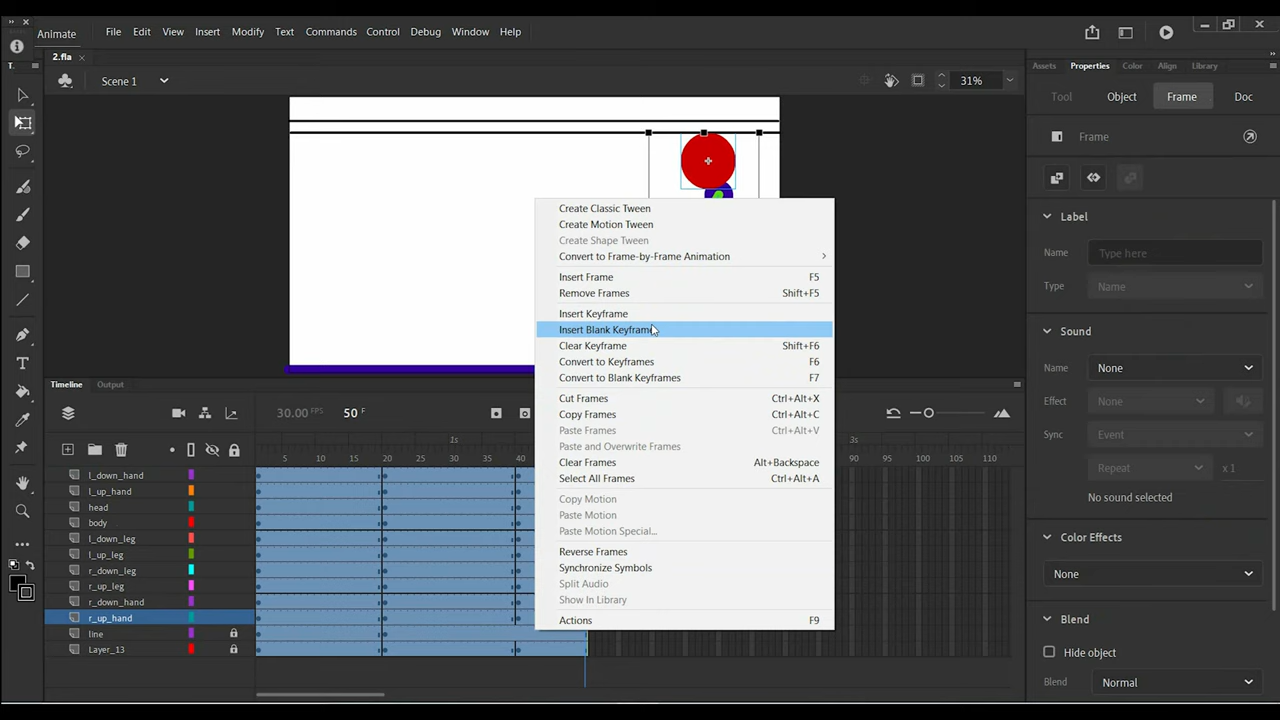 Animate File Edit View Insert Modify Text Commands Control Debug Window Help
2.fla
T.
Scene 1
31%
Assets Properties Color Align Library
Tool Object Frame Doc
Frame
Label
Name Type here
Type Name
Sound
Name None
Effect None
Sync Event
Repeat x 1
No sound selected
Color Effects
None
Blend
Hide object
Blend Normal
Create Classic Tween
Create Motion Tween
Create Shape Tween
Convert to Frame-by-Frame Animation
Insert Frame F5
Remove Frames Shift+F5
Insert Keyframe
Insert Blank Keyframe
Clear Keyframe Shift+F6
Convert to Keyframes F6
Convert to Blank Keyframes F7
Cut Frames Ctrl+Alt+X
Copy Frames Ctrl+Alt+C
Paste Frames Ctrl+Alt+V
Paste and Overwrite Frames
Clear Frames Alt+Backspace
Select All Frames Ctrl+Alt+A
Copy Motion
Paste Motion
Paste Motion Special...
Reverse Frames
Synchronize Symbols
Split Audio
Show In Library
Actions F9
Timeline Output
30.00 FPS 50 F
1s 3s
5 10 15 20 25 30 35 40 90 95 100 105 110
l_down_hand
l_up_hand
head
body
l_down_leg
l_up_leg
r_down_leg
r_up_leg
r_down_hand
r_up_hand
line
Layer_13